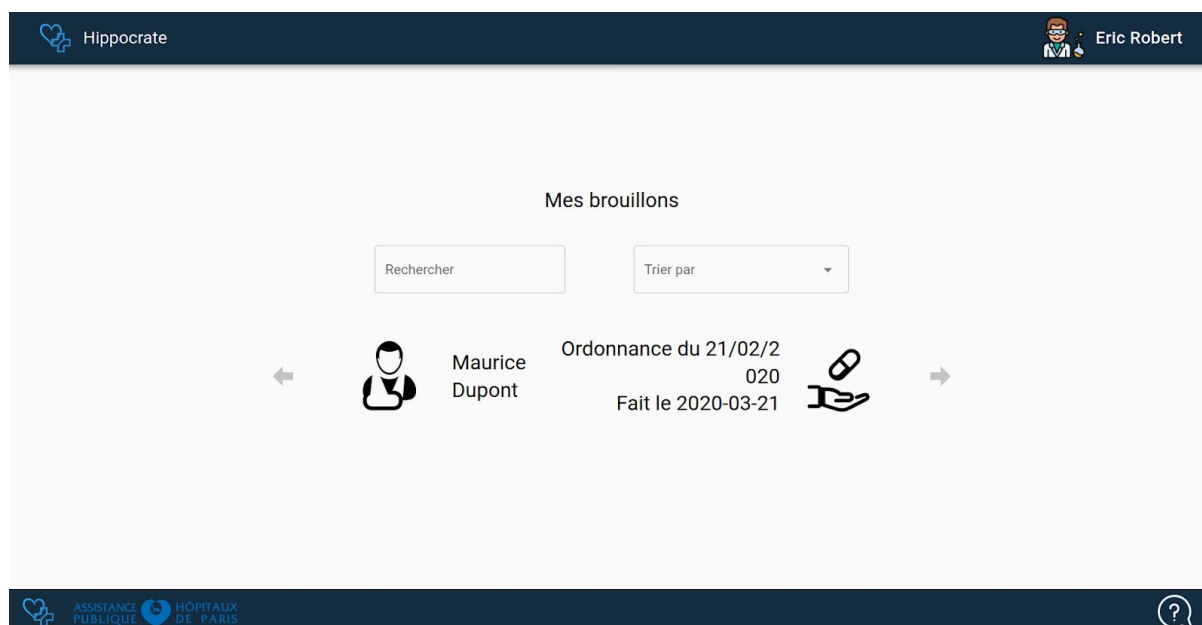 Hippocrate
Eric Robert
Mes brouillons
Rechercher
Trier par
Maurice
Dupont
Ordonnance du 21/02/2
020
Fait le 2020-03-21
ASSISTANCE HÔPITAUX
PUBLIQUE DE PARIS
?